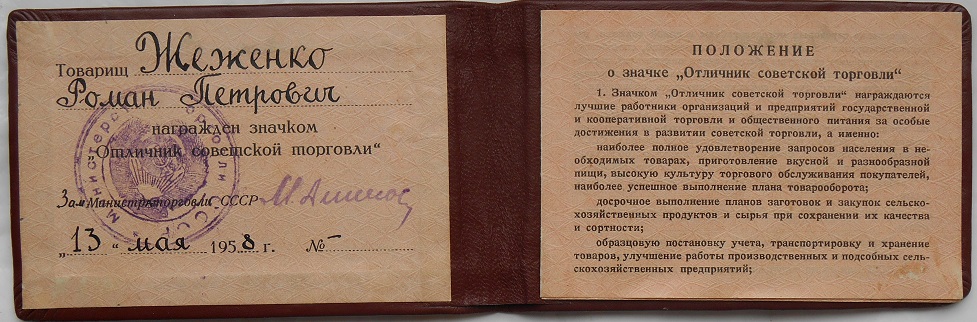 Товарищ Жеженко
Роман Петрович
награжден значком
„Отличник советской торговли“
Зам Министр торговли СССР
„13“ мая 1958 г. № –
Министерство торговли СССР
ПОЛОЖЕНИЕ
о значке „Отличник советской торговли“
1. Значком „Отличник советской торговли“ награждаются
лучшие работники организаций и предприятий государственной
и кооперативной торговли и общественного питания за особые
достижения в развитии советской торговли, а именно:
наиболее полное удовлетворение запросов населения в не-
обходимых товарах, приготовление вкусной и разнообразной
пищи, высокую культуру торгового обслуживания покупателей,
наиболее успешное выполнение плана товарооборота;
досрочное выполнение планов заготовок и закупок сельско-
хозяйственных продуктов и сырья при сохранении их качества
и сортности;
образцовую постановку учета, транспортировку и хранение
товаров, улучшение работы производственных и подсобных сель-
скохозяйственных предприятий;